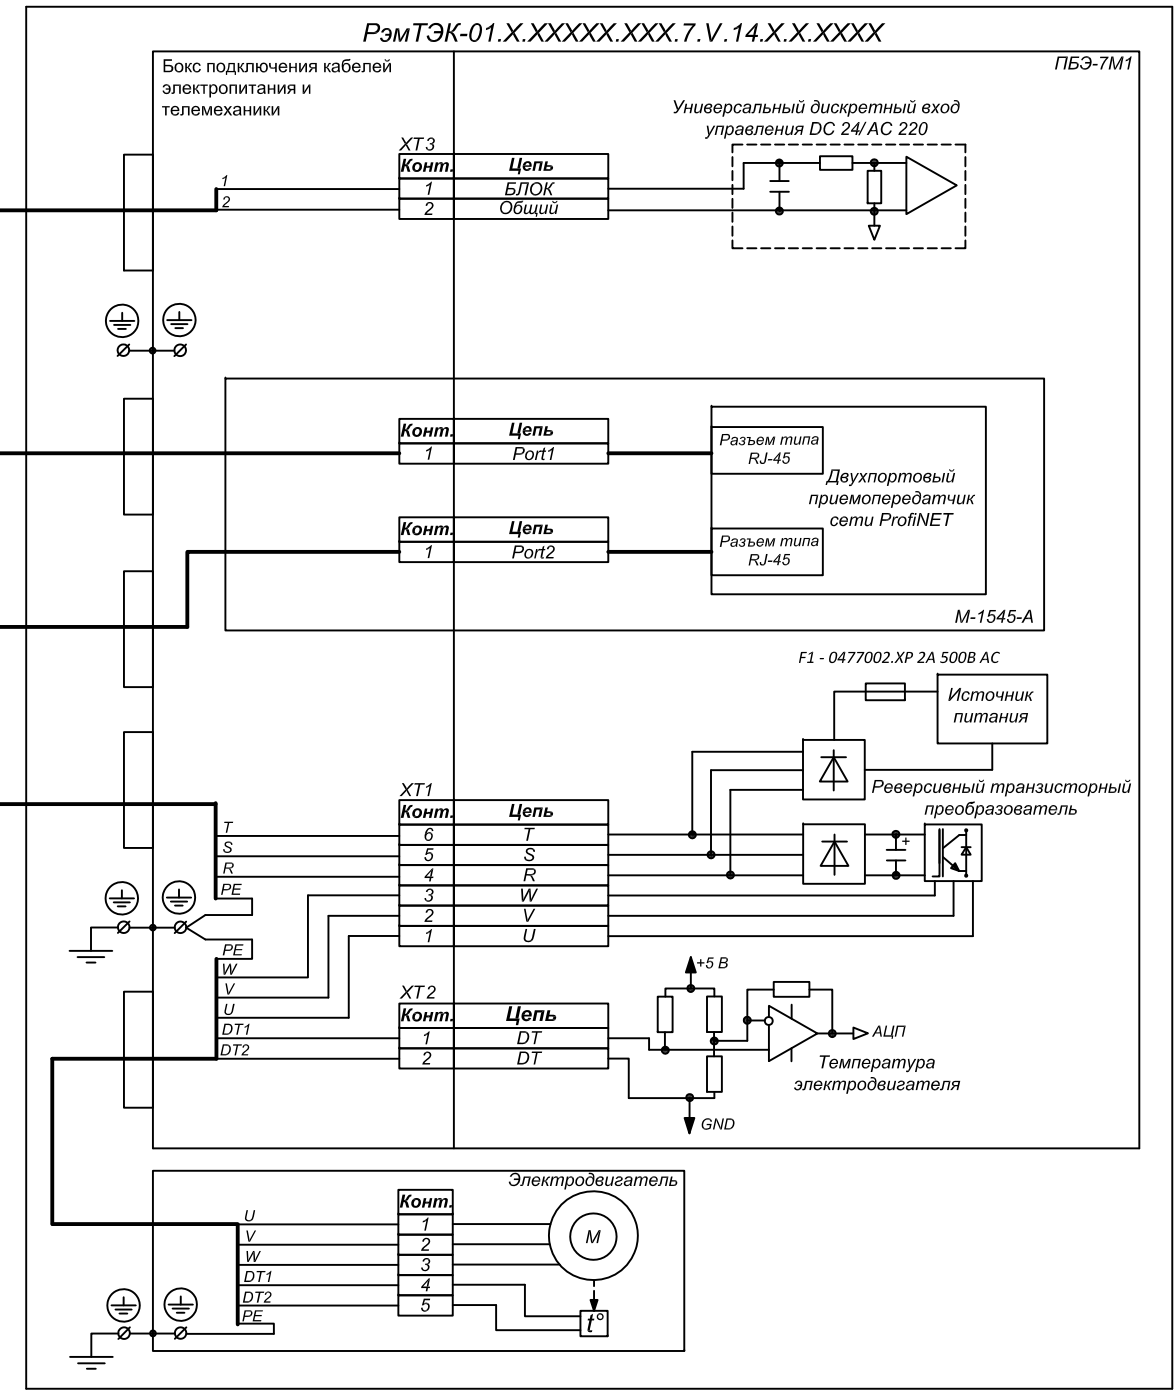 РэмТЭК-01.X.XXXXX.XXX.7.V.14.X.X.XXXX
Бокс подключения кабелей
электропитания и
телемеханики
ПБЭ-7М1
Универсальный дискретный вход
управления DC 24/AC 220
XT3
Конт. Цепь
1 БЛОК
2 Общий
1
2
Конт. Цепь
1 Port1
Разъем типа
RJ-45
Двухпортовый
приемопередатчик
сети ProfiNET
Конт. Цепь
1 Port2
Разъем типа
RJ-45
М-1545-А
F1 - 0477002.XP 2A 500В AC
Источник
питания
Реверсивный транзисторный
преобразователь
XT1
Конт. Цепь
T 6 T
S 5 S
R 4 R
PE 3 W
2 V
1 U
+
PE
W
V
U
DT1
DT2
XT2
Конт. Цепь
1 DT
2 DT
+5 В
АЦП
Температура
электродвигателя
GND
Электродвигатель
Конт.
U 1
V 2
W 3
DT1 4
DT2 5
PE
M
t°